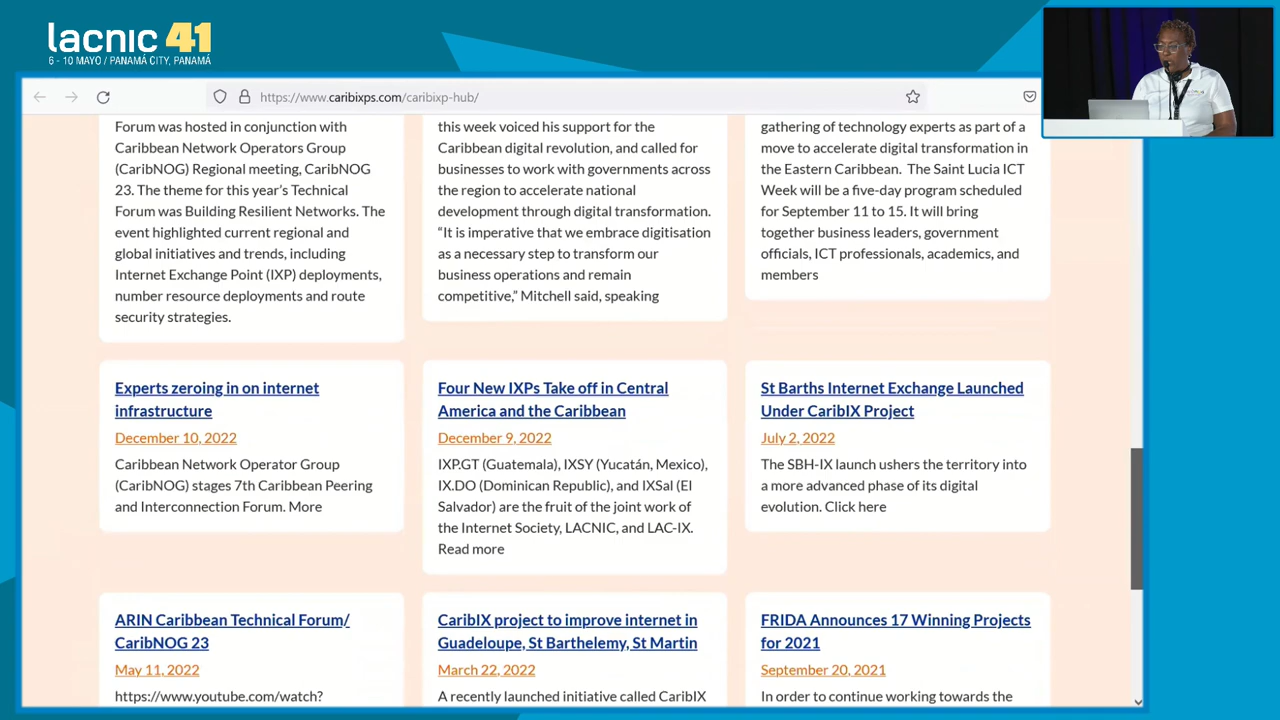 lacnic 41
6 - 10 MAYO / PANAMÁ CITY, PANAMÁ
https://www.caribixps.com/caribixp-hub/
Forum was hosted in conjunction with
Caribbean Network Operators Group
(CaribNOG) Regional meeting, CaribNOG
23. The theme for this year's Technical
Forum was Building Resilient Networks. The
event highlighted current regional and
global initiatives and trends, including
Internet Exchange Point (IXP) deployments,
number resource deployments and route
security strategies.
this week voiced his support for the
Caribbean digital revolution, and called for
businesses to work with governments across
the region to accelerate national
development through digital transformation.
“It is imperative that we embrace digitisation
as a necessary step to transform our
business operations and remain
competitive,” Mitchell said, speaking
gathering of technology experts as part of a
move to accelerate digital transformation in
the Eastern Caribbean. The Saint Lucia ICT
Week will be a five-day program scheduled
for September 11 to 15. It will bring
together business leaders, government
officials, ICT professionals, academics, and
members
Experts zeroing in on internet
infrastructure
December 10, 2022
Caribbean Network Operator Group
(CaribNOG) stages 7th Caribbean Peering
and Interconnection Forum. More
Four New IXPs Take off in Central
America and the Caribbean
December 9, 2022
IXP.GT (Guatemala), IXSY (Yucatán, Mexico),
IX.DO (Dominican Republic), and IXSal (El
Salvador) are the fruit of the joint work of
the Internet Society, LACNIC, and LAC-IX.
Read more
St Barths Internet Exchange Launched
Under CaribIX Project
July 2, 2022
The SBH-IX launch ushers the territory into
a more advanced phase of its digital
evolution. Click here
ARIN Caribbean Technical Forum/
CaribNOG 23
May 11, 2022
https://www.youtube.com/watch?
CaribIX project to improve internet in
Guadeloupe, St Barthelemy, St Martin
March 22, 2022
A recently launched initiative called CaribIX
FRIDA Announces 17 Winning Projects
for 2021
September 20, 2021
In order to continue working towards the